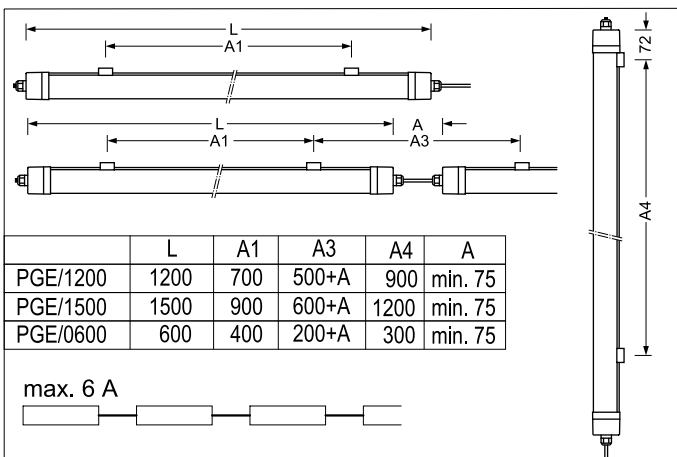 L
A1
72
L
A
A1
A3
A4
L A1 A3 A4 A
PGE/1200 1200 700 500+A 900 min. 75
PGE/1500 1500 900 600+A 1200 min. 75
PGE/0600 600 400 200+A 300 min. 75
max. 6 A